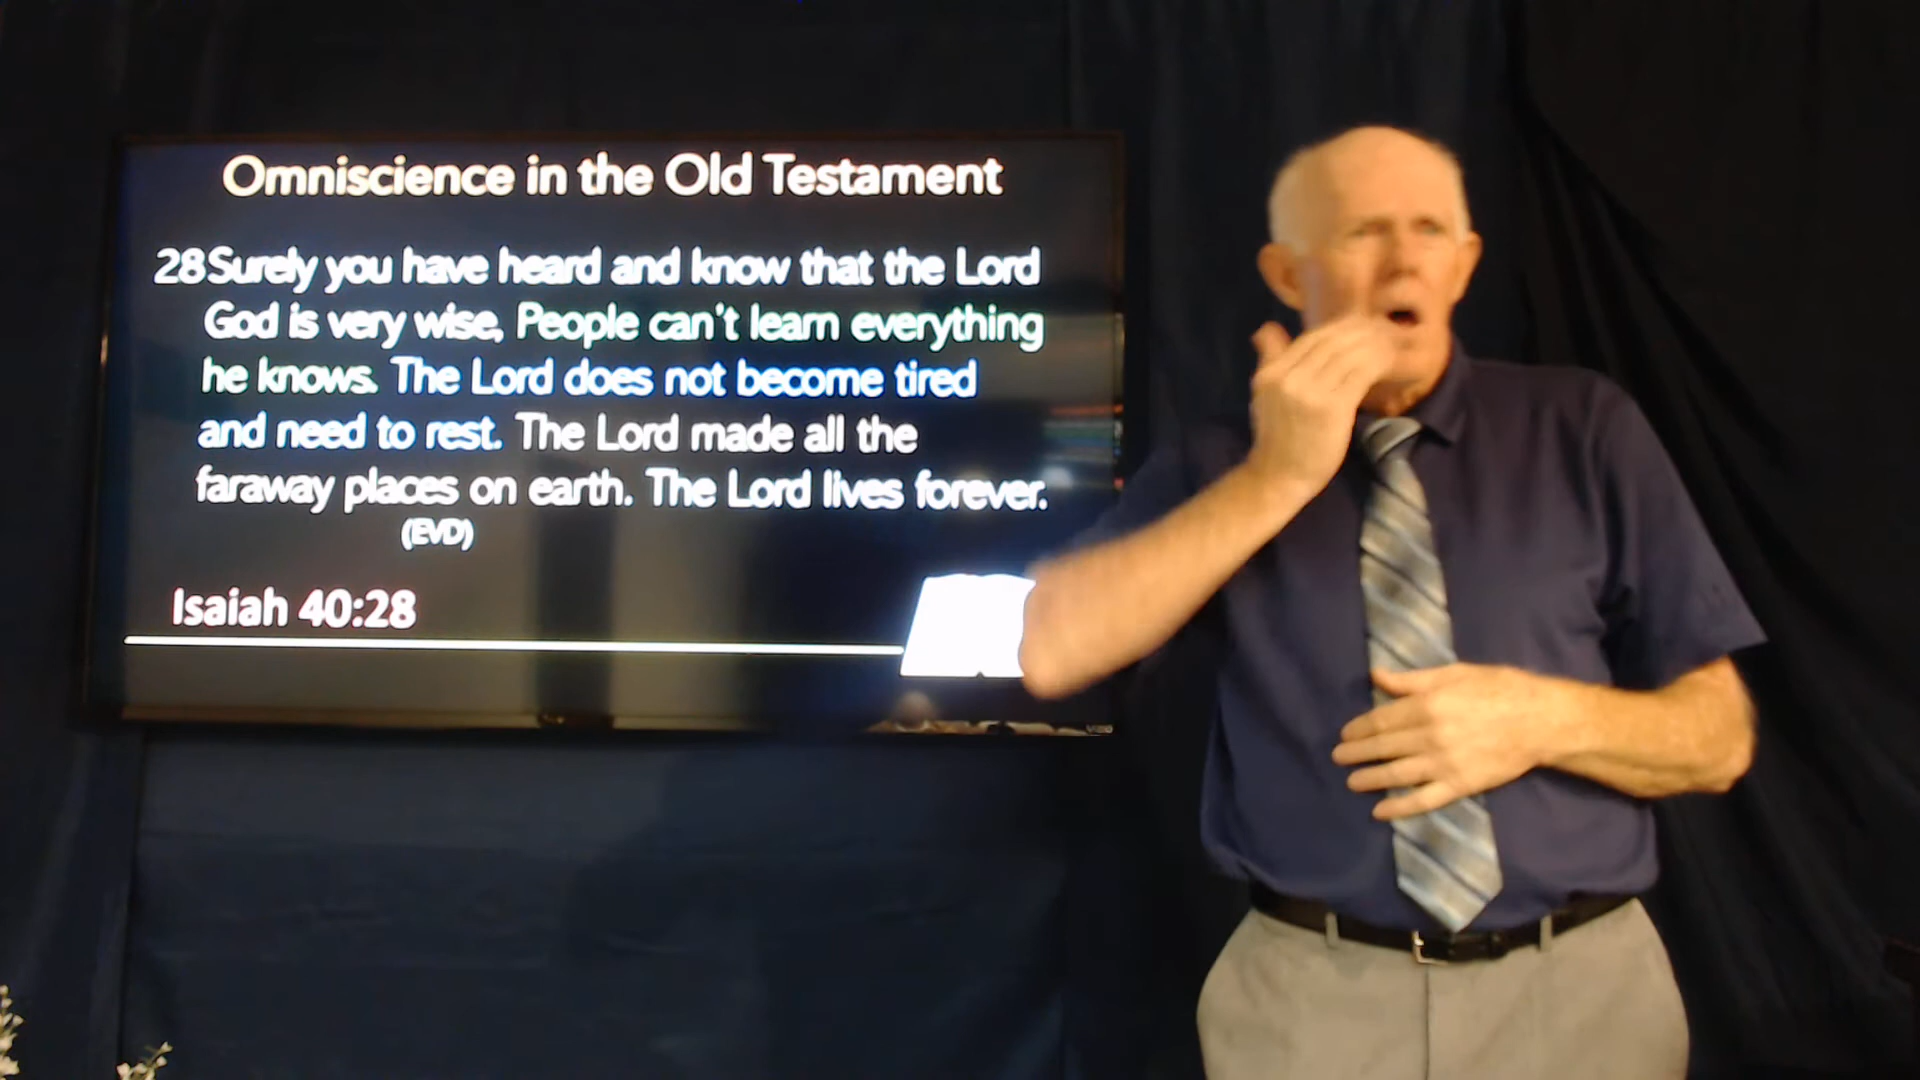 Omniscience in the Old Testament
28Surely you have heard and know that the Lord
God is very wise, People can't learn everything
he knows. The Lord does not become tired
and need to rest. The Lord made all the
faraway places on earth. The Lord lives forever.
(EVD)
Isaiah 40:28